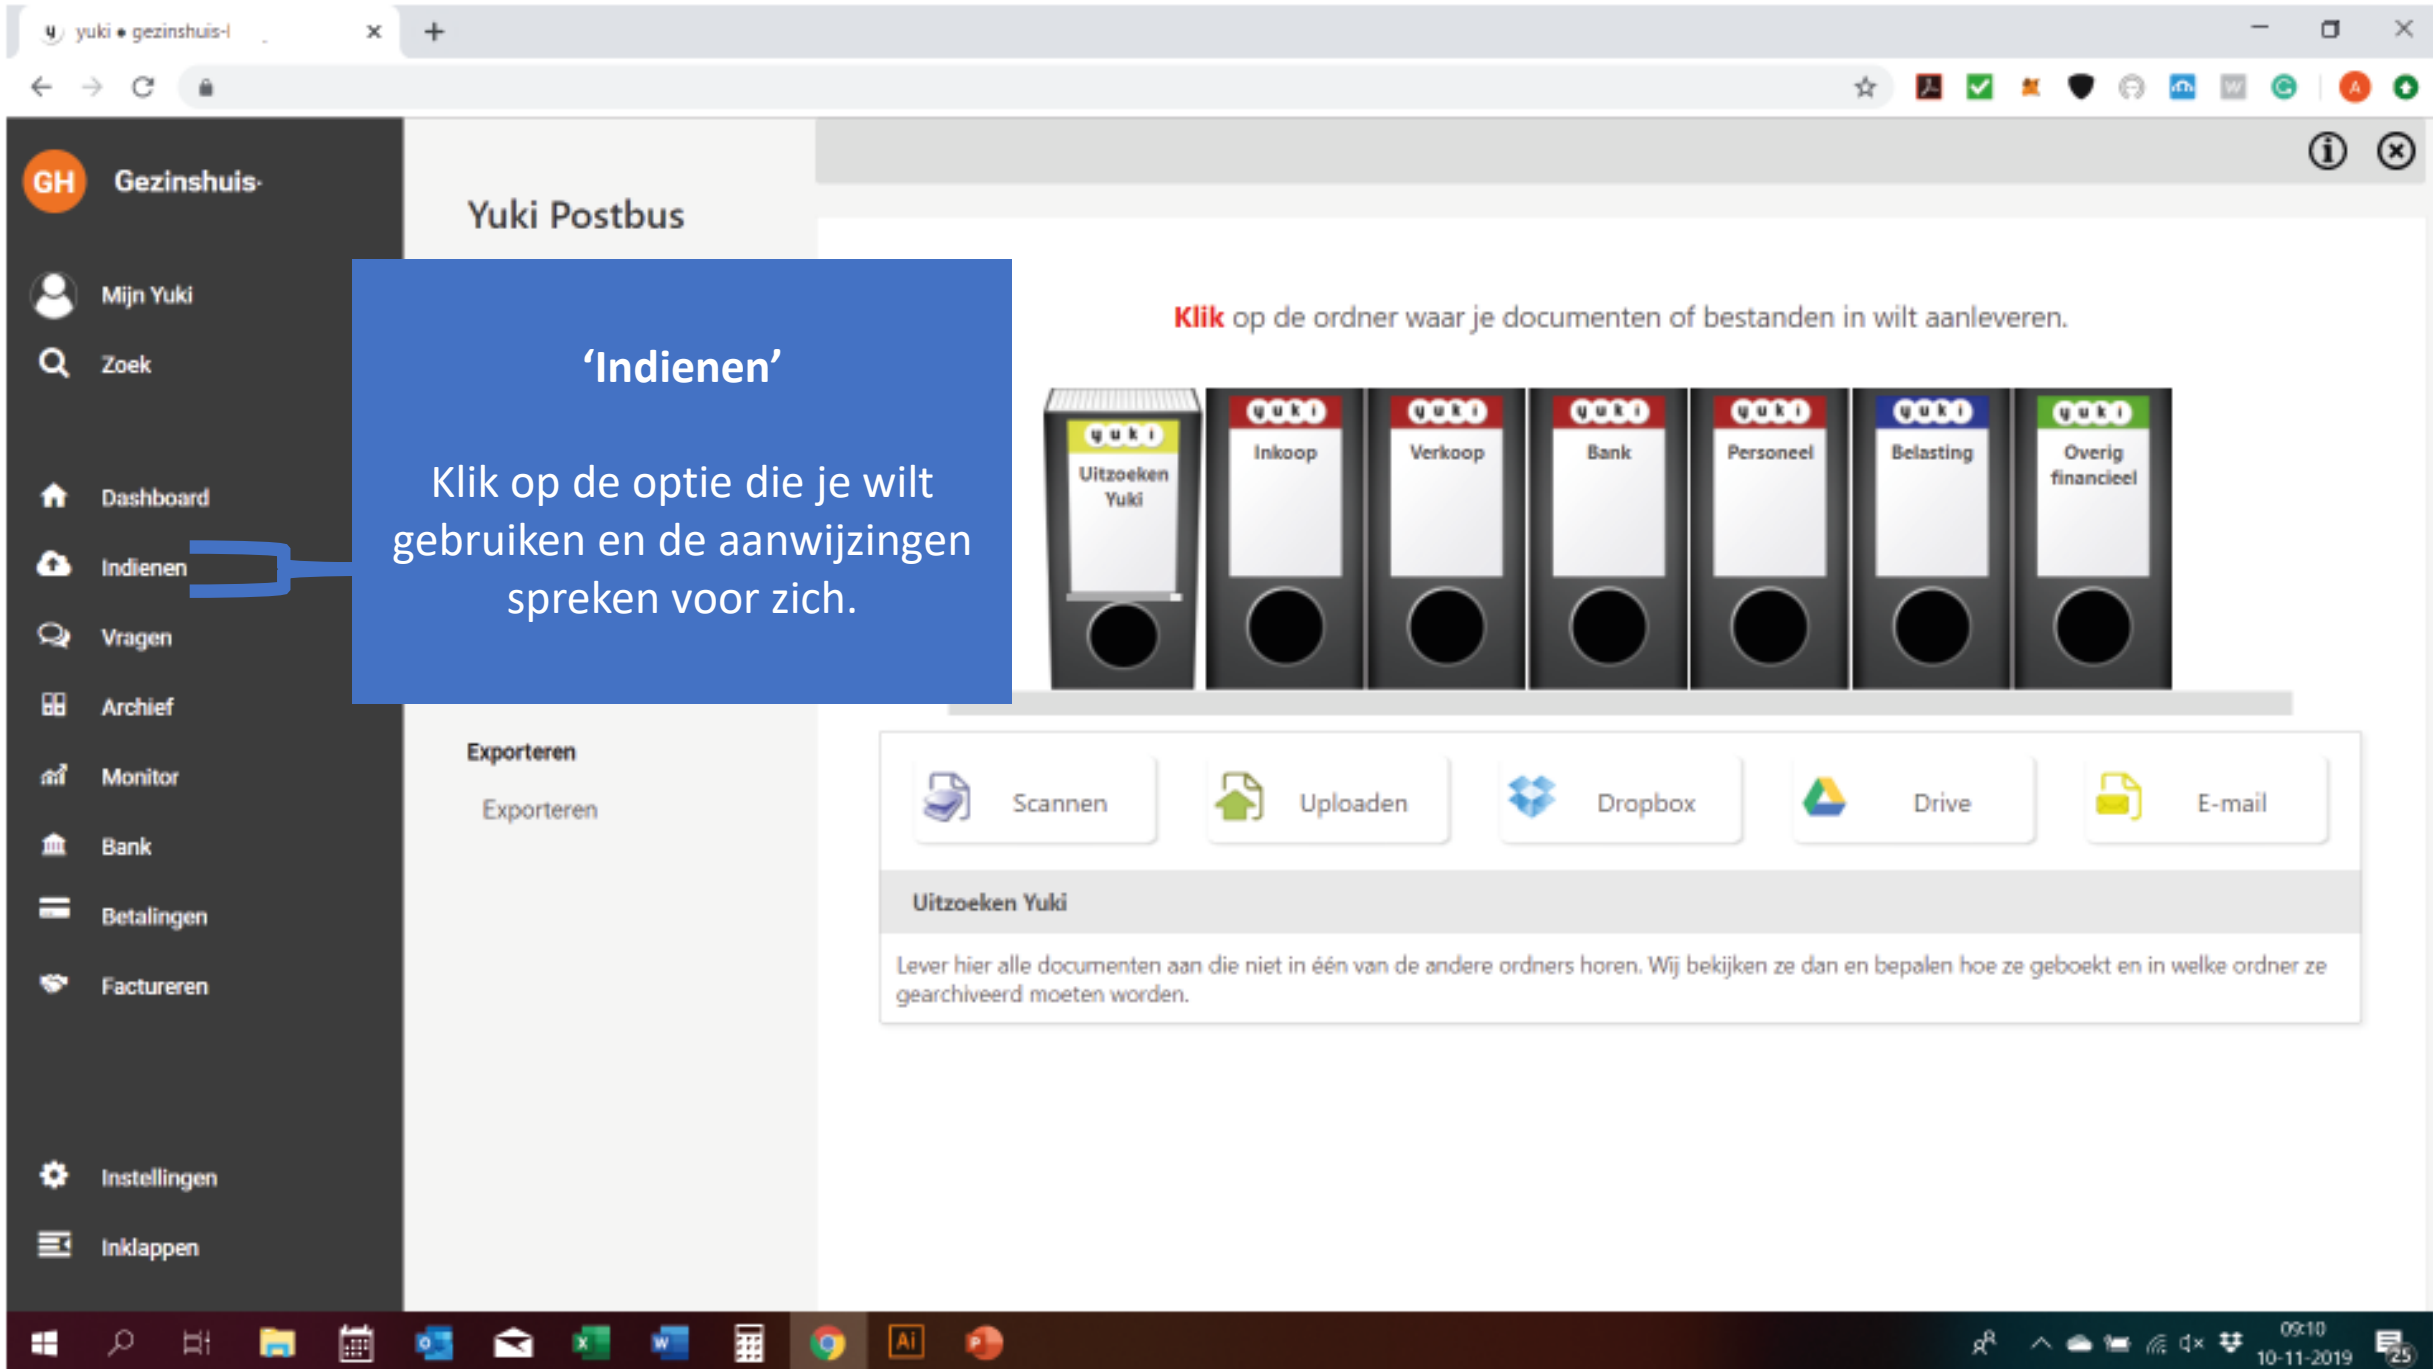 yuki • gezinshuis-
GH
Gezinshuis-
Mijn Yuki
Zoek
Dashboard
Indienen
Vragen
Archief
Monitor
Bank
Betalingen
Factureren
Instellingen
Inklappen
Yuki Postbus
‘Indienen’
Klik op de optie die je wilt
gebruiken en de aanwijzingen
spreken voor zich.
Exporteren
Exporteren
Klik op de ordner waar je documenten of bestanden in wilt aanleveren.
yuki
Uitzoeken
Yuki
yuki
Inkoop
yuki
Verkoop
yuki
Bank
yuki
Personeel
yuki
Belasting
yuki
Overig
financieel
Scannen
Uploaden
Dropbox
Drive
E-mail
Uitzoeken Yuki
Lever hier alle documenten aan die niet in één van de andere ordners horen. Wij bekijken ze dan en bepalen hoe ze geboekt en in welke ordner ze
gearchiveerd moeten worden.
Ai
09:10
10-11-2019
25